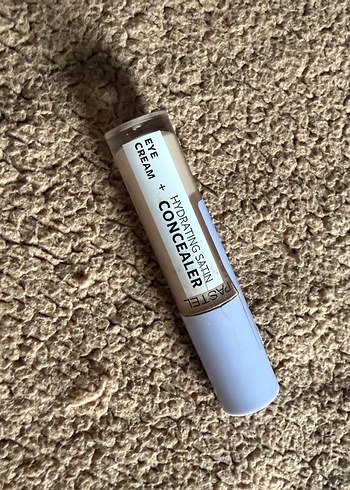 EYE
CREAM
+
HYDRATING SATIN
CONCEALER
PASTEL